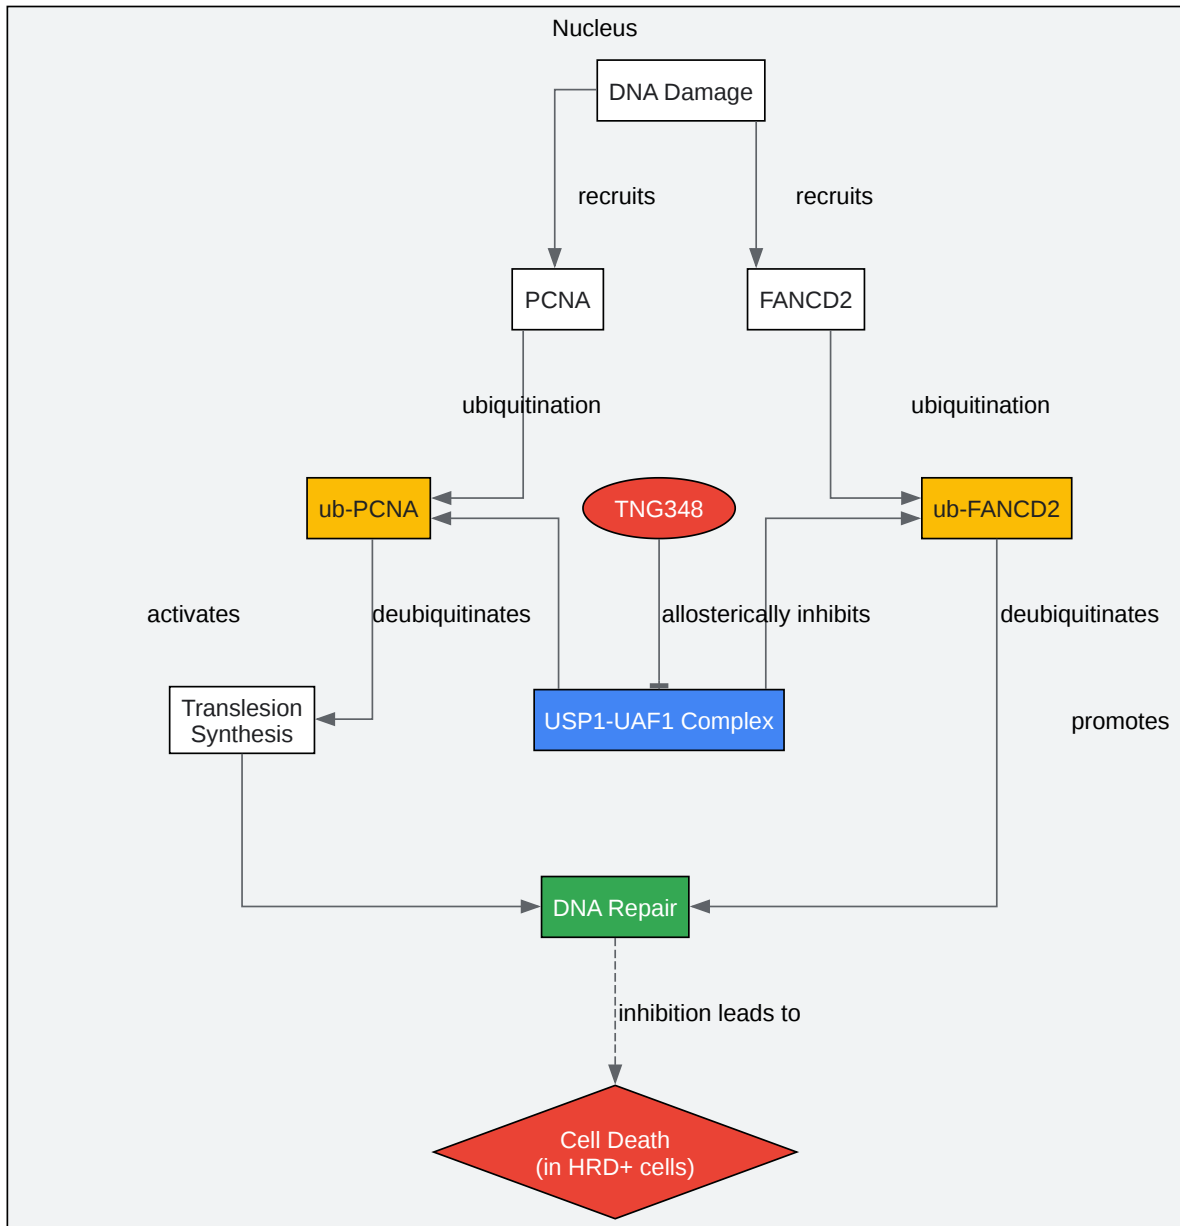 Nucleus
DNA Damage
recruits
recruits
PCNA
FANCD2
ubiquitination
ubiquitination
ub-PCNA
TNG348
ub-FANCD2
activates
deubiquitinates
allosterically inhibits
deubiquitinates
Translesion
Synthesis
USP1-UAF1 Complex
promotes
DNA Repair
inhibition leads to
Cell Death
(in HRD+ cells)